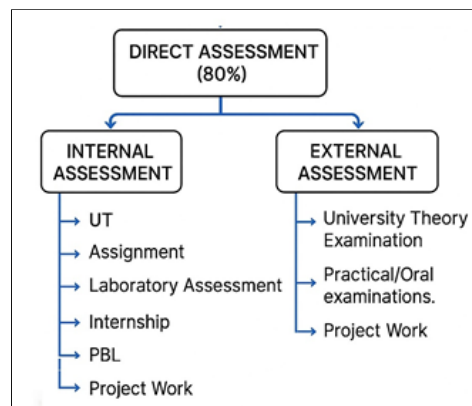 DIRECT ASSESSMENT
(80%)
INTERNAL
ASSESSMENT
UT
Assignment
Laboratory Assessment
Internship
PBL
Project Work
EXTERNAL
ASSESSMENT
University Theory
Examination
Practical/Oral
examinations.
Project Work